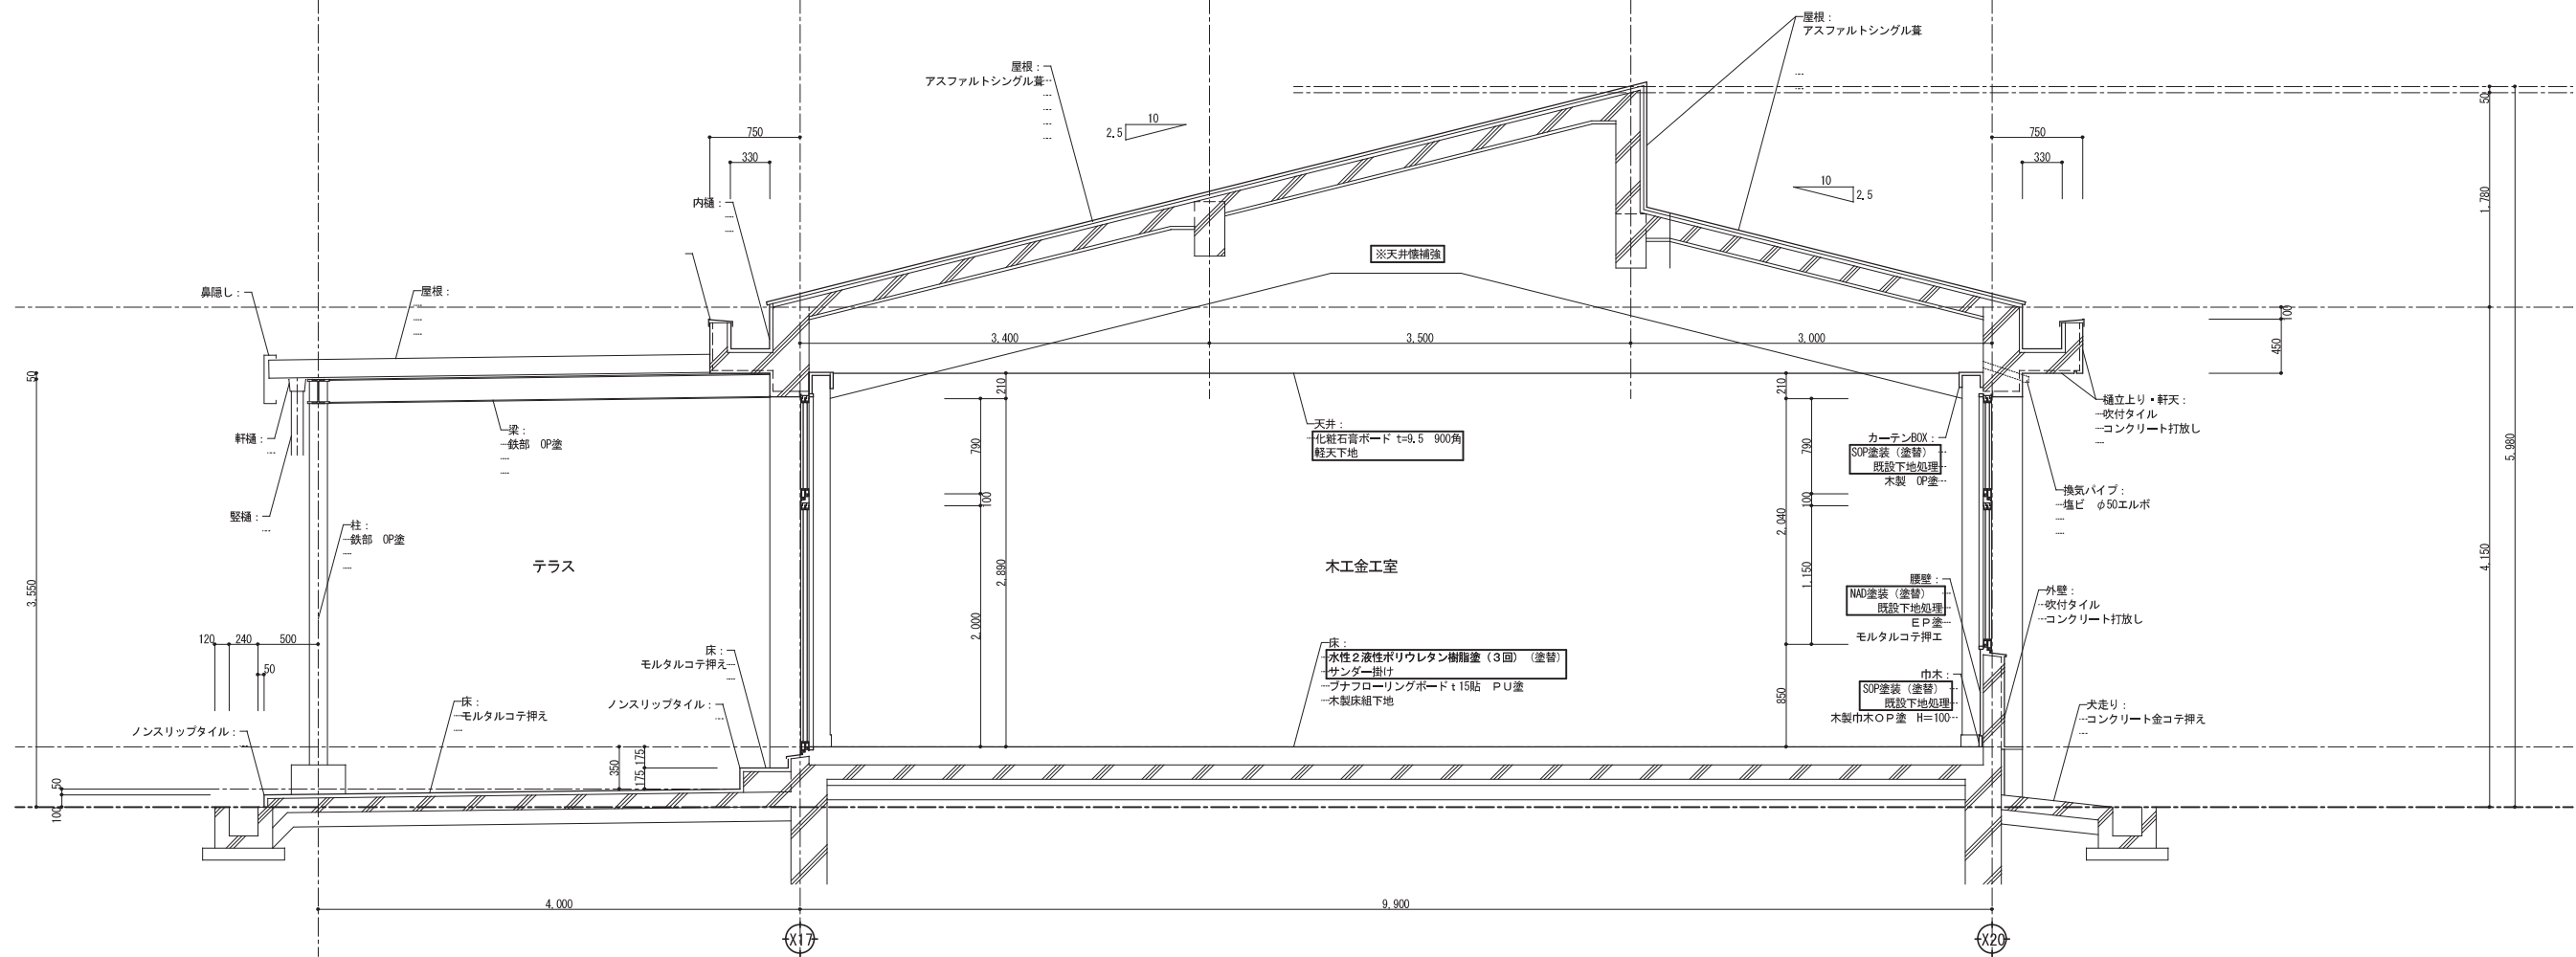 屋根：
アスファルトシングル葺
屋根：
アスファルトシングル葺
50
10
2.5
750
330
750
330
10
2.5
1.780
内樋：
※天井懐補強
鼻隠し：
屋根：
100
450
3.400
3.500
3.000
50
210
210
樋立上り・軒天：
吹付タイル
コンクリート打放し
軒樋：
梁：
鉄部　OP塗
天井：
化粧石膏ボード t=9.5　900角
軽天下地
カーテンBOX：
SOP塗装（塗替）
既設下地処理
木製　OP塗
790
790
5.980
100
100
換気パイプ：
塩ビ　φ50エルボ
竪樋：
柱：
鉄部　OP塗
2.040
テラス
木工金工室
3.550
2.890
1.150
4.150
腰壁：
NAD塗装（塗替）
既設下地処理
ＥＰ塗
モルタルコテ押エ
外壁：
吹付タイル
コンクリート打放し
2.000
120
240
500
50
床：
モルタルコテ押え
床：
水性２液性ポリウレタン樹脂塗（３回）（塗替）
サンダー掛け
ブナフローリングボードｔ15貼　ＰＵ塗
木製床組下地
850
巾木：
SOP塗装（塗替）
既設下地処理
木製巾木ＯＰ塗　H=100
床：
モルタルコテ押え
ノンスリップタイル：
犬走り：
コンクリート金コテ押え
ノンスリップタイル：
350
175
175
50
100
4.000
9.900
X17
X20